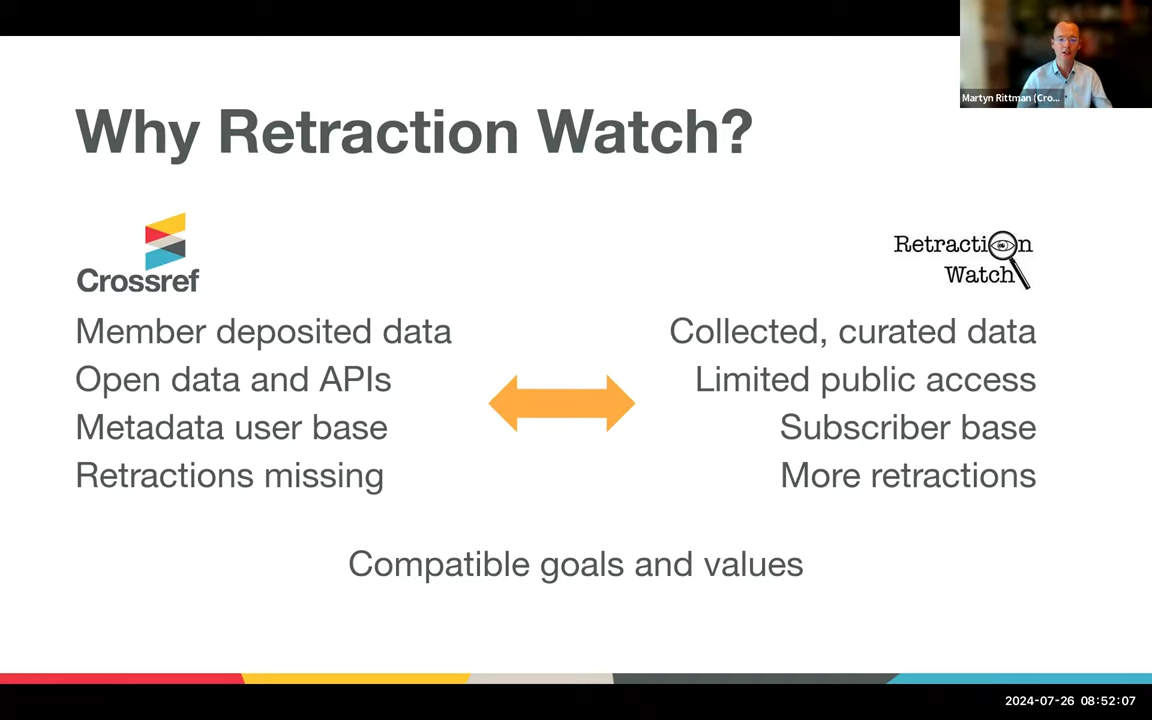 Martyn Rittman (Cro...
Why Retraction Watch?
Crossref
Retraction
Watch
Member deposited data
Open data and APIs
Metadata user base
Retractions missing
Collected, curated data
Limited public access
Subscriber base
More retractions
Compatible goals and values
2024-07-26 08:52:07